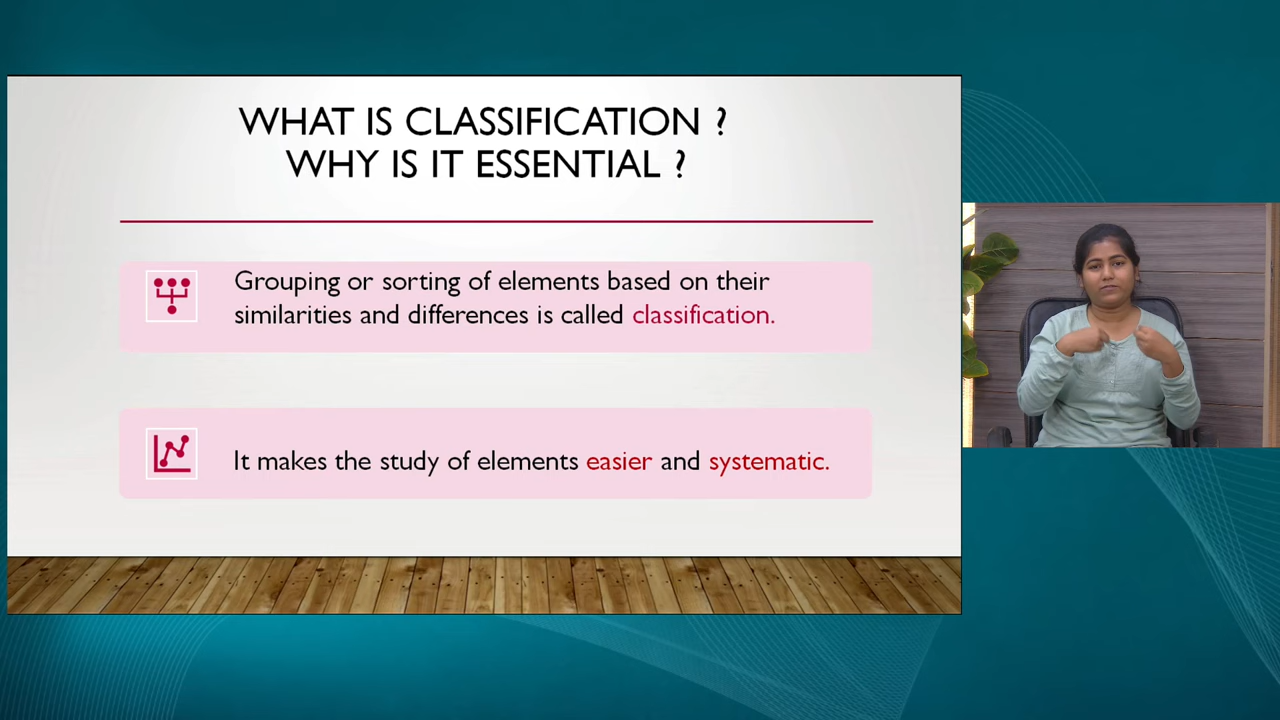 WHAT IS CLASSIFICATION ?
WHY IS IT ESSENTIAL ?
Grouping or sorting of elements based on their
similarities and differences is called classification.
It makes the study of elements easier and systematic.